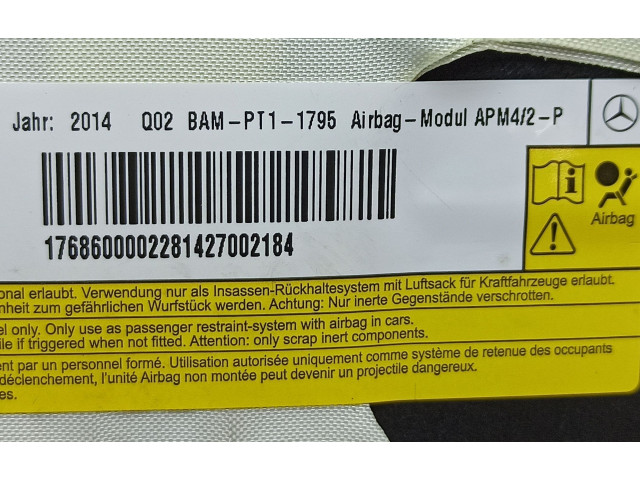 Jahr: 2014 Q02 BAM-PT1-1795 Airbag-Modul APM4/2-P
Airbag
1768600002281427002184
onal erlaubt. Verwendung nur als Insassen-Rückhaltesystem mit Luftsack für Kraftfahrzeuge erlaubt.
nheit zum gefährlichen Wurfstück werden. Achtung: Nur inerte Gegenstände verschrotten.
el only. Only use as passenger restraint-system with airbag in cars.
ile if triggered when not fitted. Attention: only scrap inert components.
ent par un personnel formé. Utilisation autorisée uniquement comme système de retenue des occupants
déclenchement, l'unité Airbag non montée peut devenir un projectile dangereux.